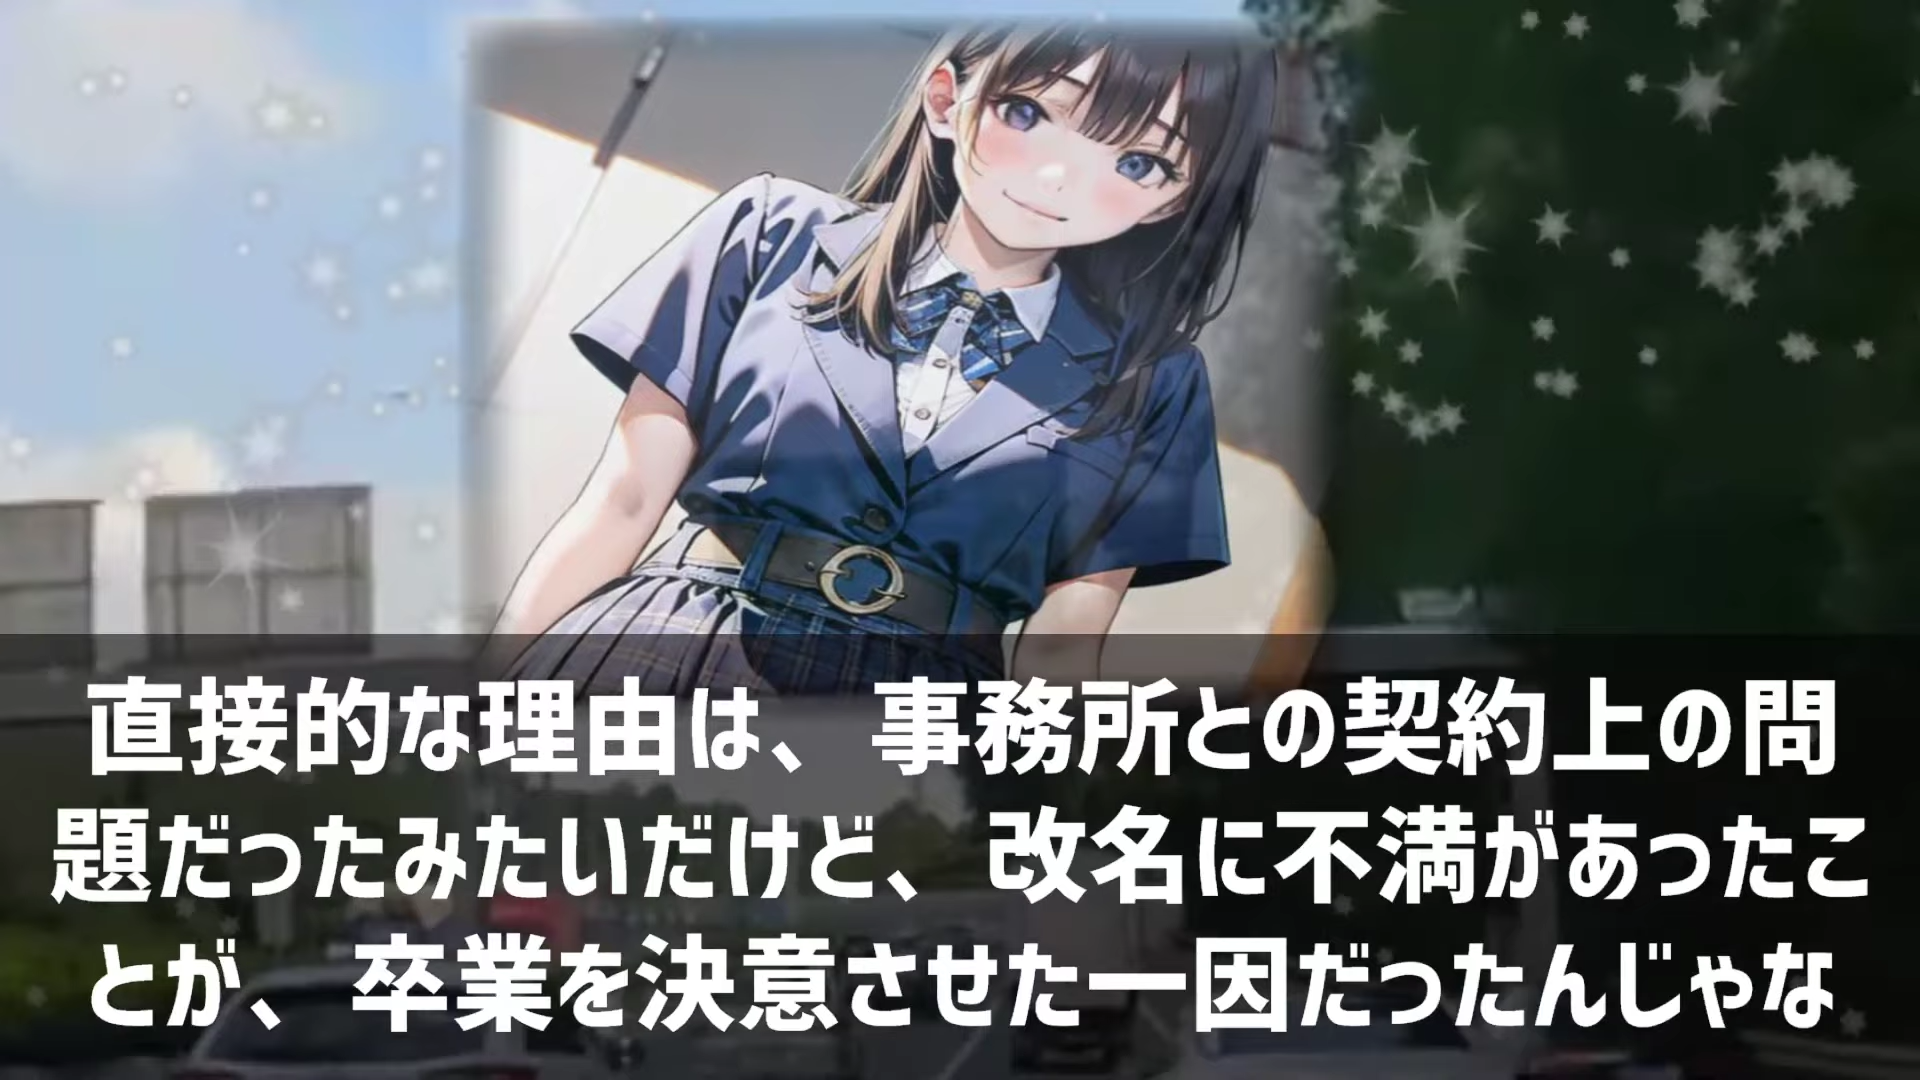 直接的な理由は、事務所との契約上の問
題だったみたいだけど、改名に不満があったこ
とが、卒業を決意させた一因だったんじゃな